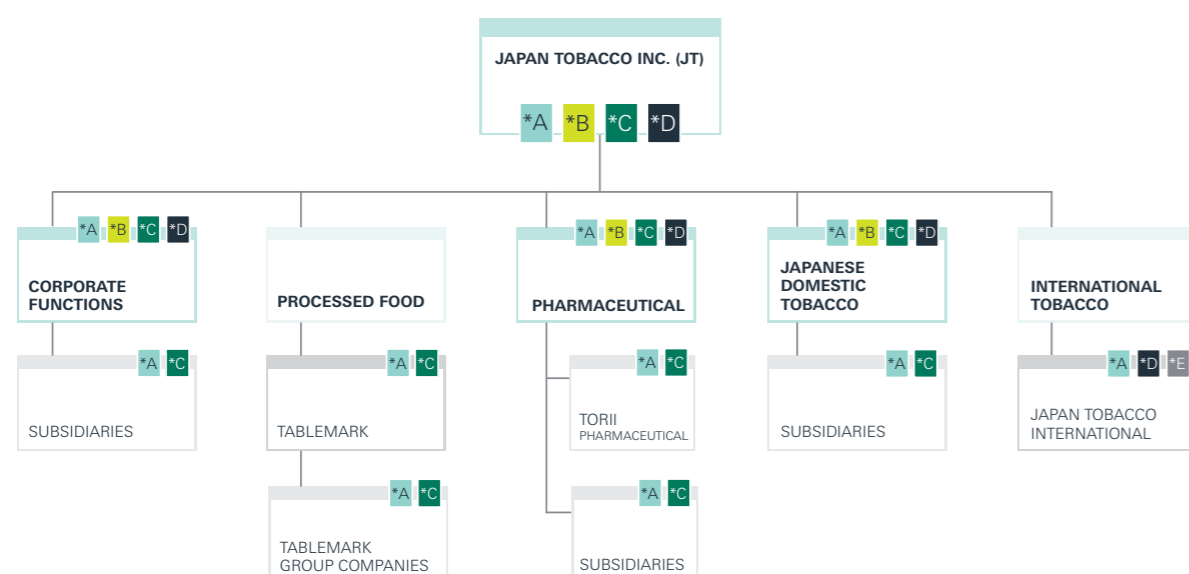 JAPAN TOBACCO INC. (JT)
*A *B *C *D
*A *B *C *D
CORPORATE
FUNCTIONS
PROCESSED FOOD
*A *B *C *D
PHARMACEUTICAL
*A *B *C *D
JAPANESE
DOMESTIC
TOBACCO
INTERNATIONAL
TOBACCO
*A *C
SUBSIDIARIES
*A *C
TABLEMARK
*A *C
TORII
PHARMACEUTICAL
*A *C
SUBSIDIARIES
*A *D *E
JAPAN TOBACCO
INTERNATIONAL
*A *C
TABLEMARK
GROUP COMPANIES
*A *C
SUBSIDIARIES